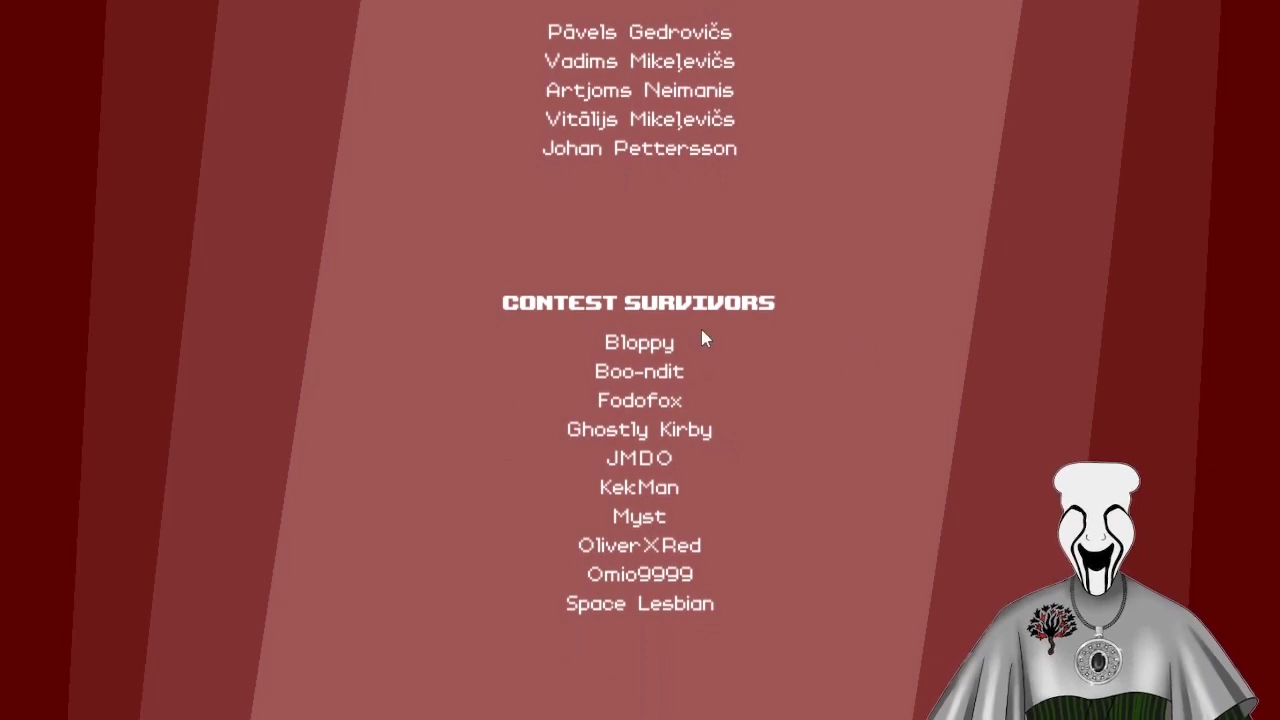 Pāvels Gedrovičs
Vadims Mikeļevičs
Artjoms Neimanis
Vitālijs Mikeļevičs
Johan Pettersson
CONTEST SURVIVORS
Bloppy
Boo-ndit
Fodofox
Ghostly Kirby
JMDO
KekMan
Myst
OliverXRed
Omio9999
Space Lesbian